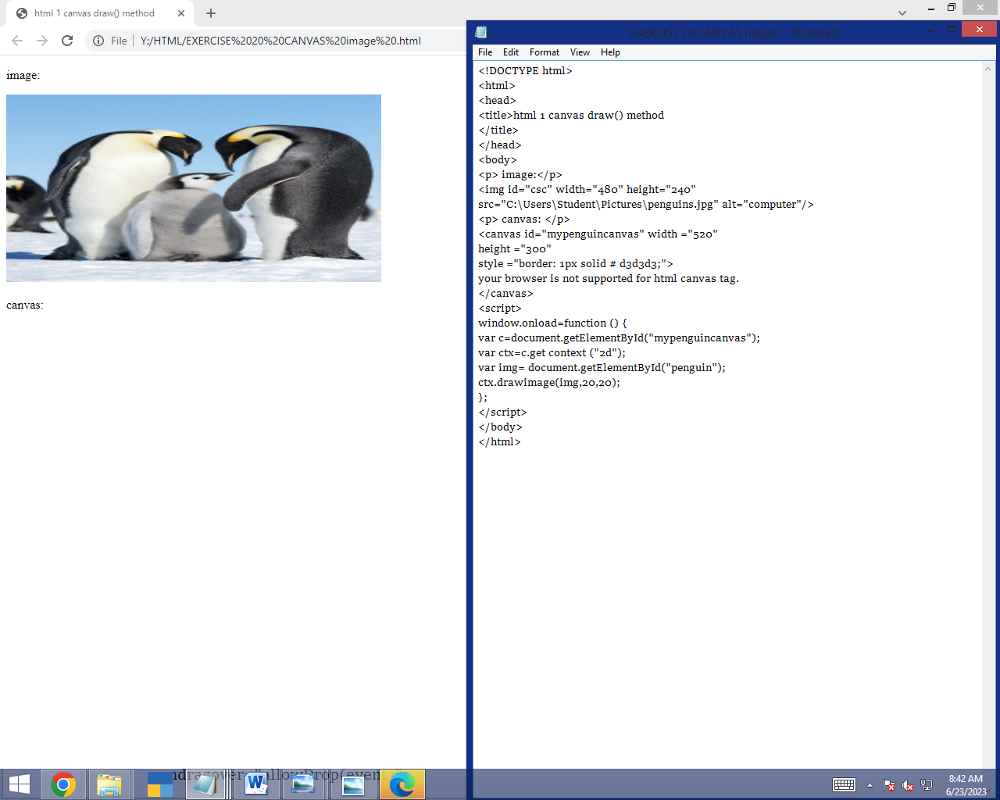 html 1 canvas draw() method
File
Y:/HTML/EXERCISE%2020%20CANVAS%20image%20.html
image:
canvas:
EXERCISE 20 CANVAS image - Notepad
File Edit Format View Help
<!DOCTYPE html>
<html>
<head>
<title>html 1 canvas draw() method
</title>
</head>
<body>
<p> image:</p>
<img id="csc" width="480" height="240"
src="C:\Users\Student\Pictures\penguins.jpg" alt="computer"/>
<p> canvas: </p>
<canvas id="mypenguincanvas" width ="520"
height ="300"
style ="border: 1px solid # d3d3d3;">
your browser is not supported for html canvas tag.
</canvas>
<script>
window.onload=function () {
var c=document.getElementById("mypenguincanvas");
var ctx=c.get context ("2d");
var img= document.getElementById("penguin");
ctx.drawimage(img,20,20);
};
</script>
</body>
</html>
8:42 AM
6/23/2023